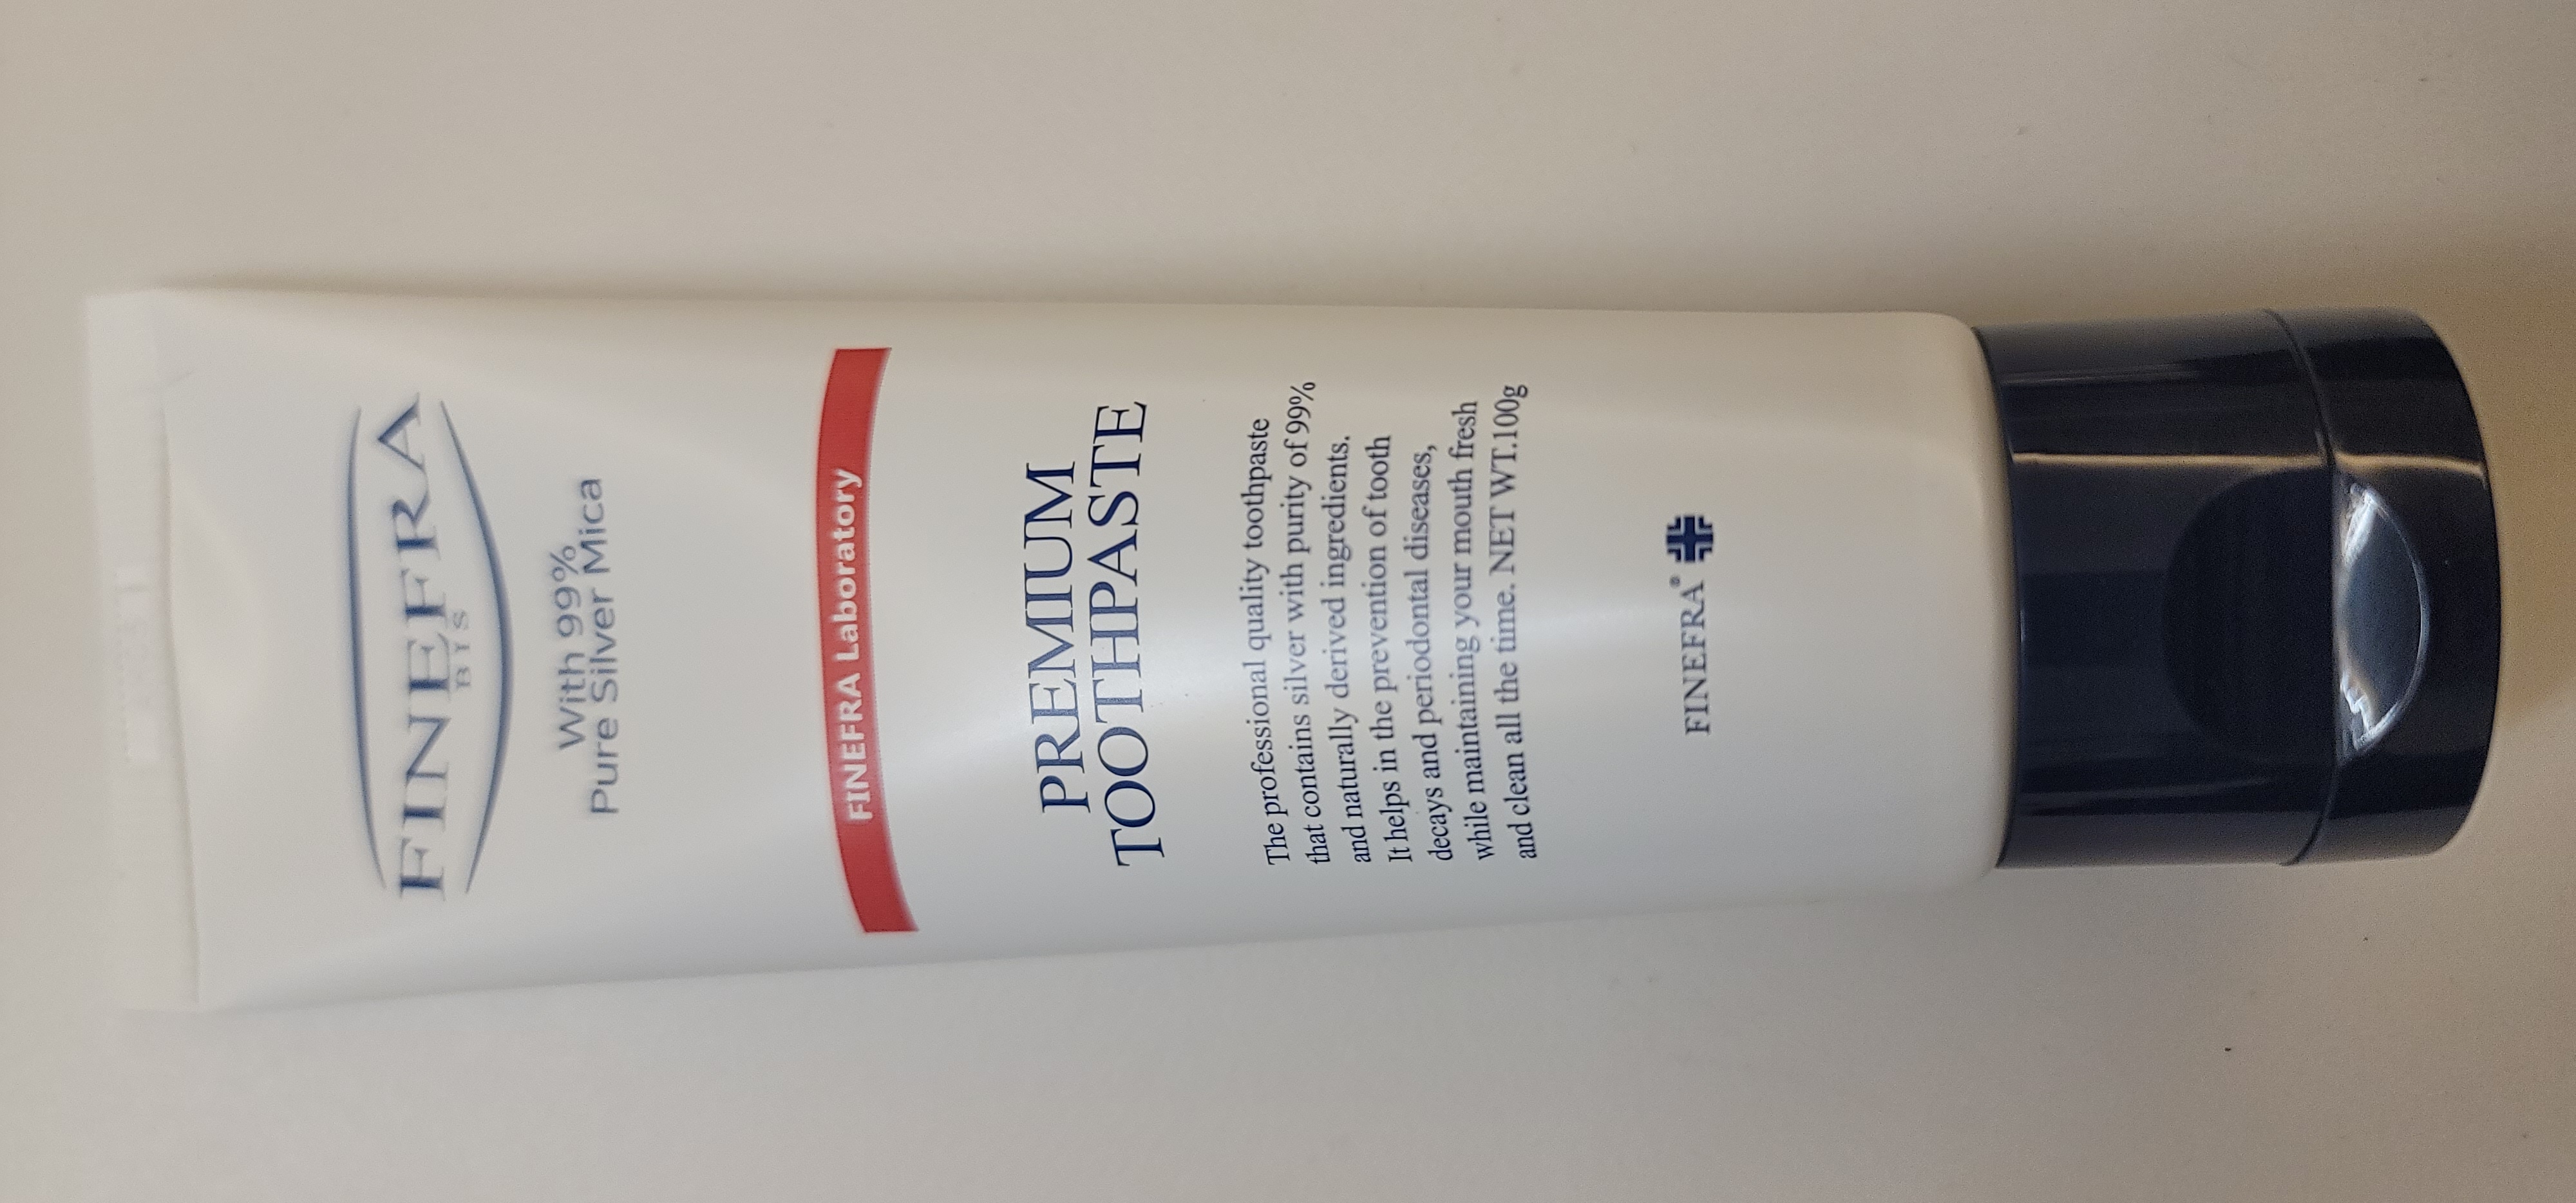 FINEFRA
BIS
With 99%
Pure Silver Mica
FINEFRA Laboratory
PREMIUM
TOOTHPASTE
The professional quality toothpaste
that contains silver with purity of 99%
and naturally derived ingredients.
It helps in the prevention of tooth
decays and periodontal diseases,
while maintaining your mouth fresh
and clean all the time. NET WT.100g
FINEFRA®